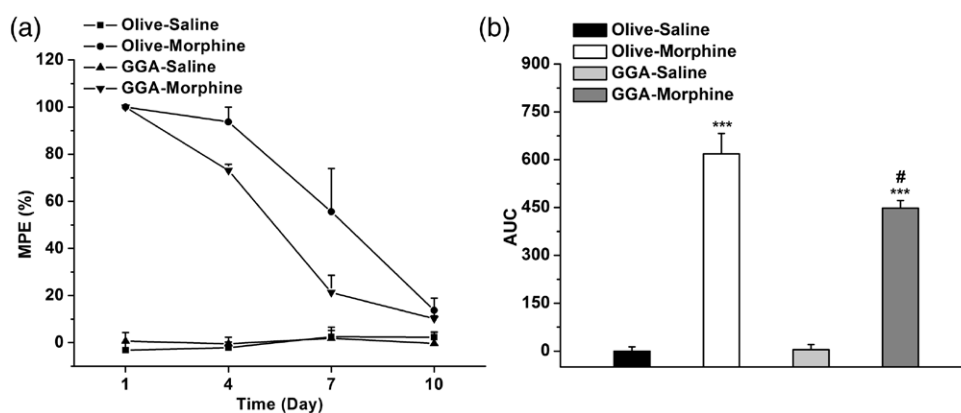 (a)
Olive-Saline
Olive-Morphine
GGA-Saline
GGA-Morphine
120
100
80
60
40
20
0
MPE (%)
1 4 7 10
Time (Day)
(b)
Olive-Saline
Olive-Morphine
GGA-Saline
GGA-Morphine
900
750
600
450
300
150
0
AUC
***
#
***